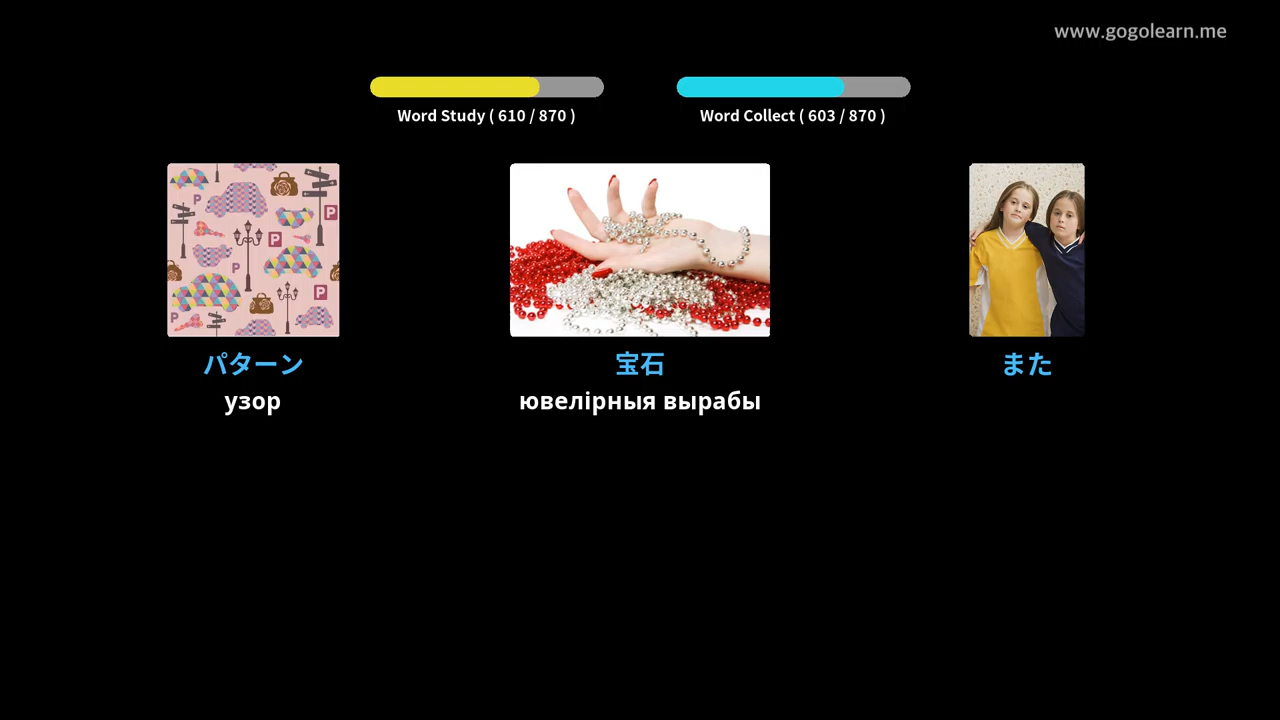 www.gogolearn.me
Word Study ( 610 / 870 )
Word Collect ( 603 / 870 )
P
P
P
P
P
P
パターン
宝石
また
узор
ювелірныя вырабы